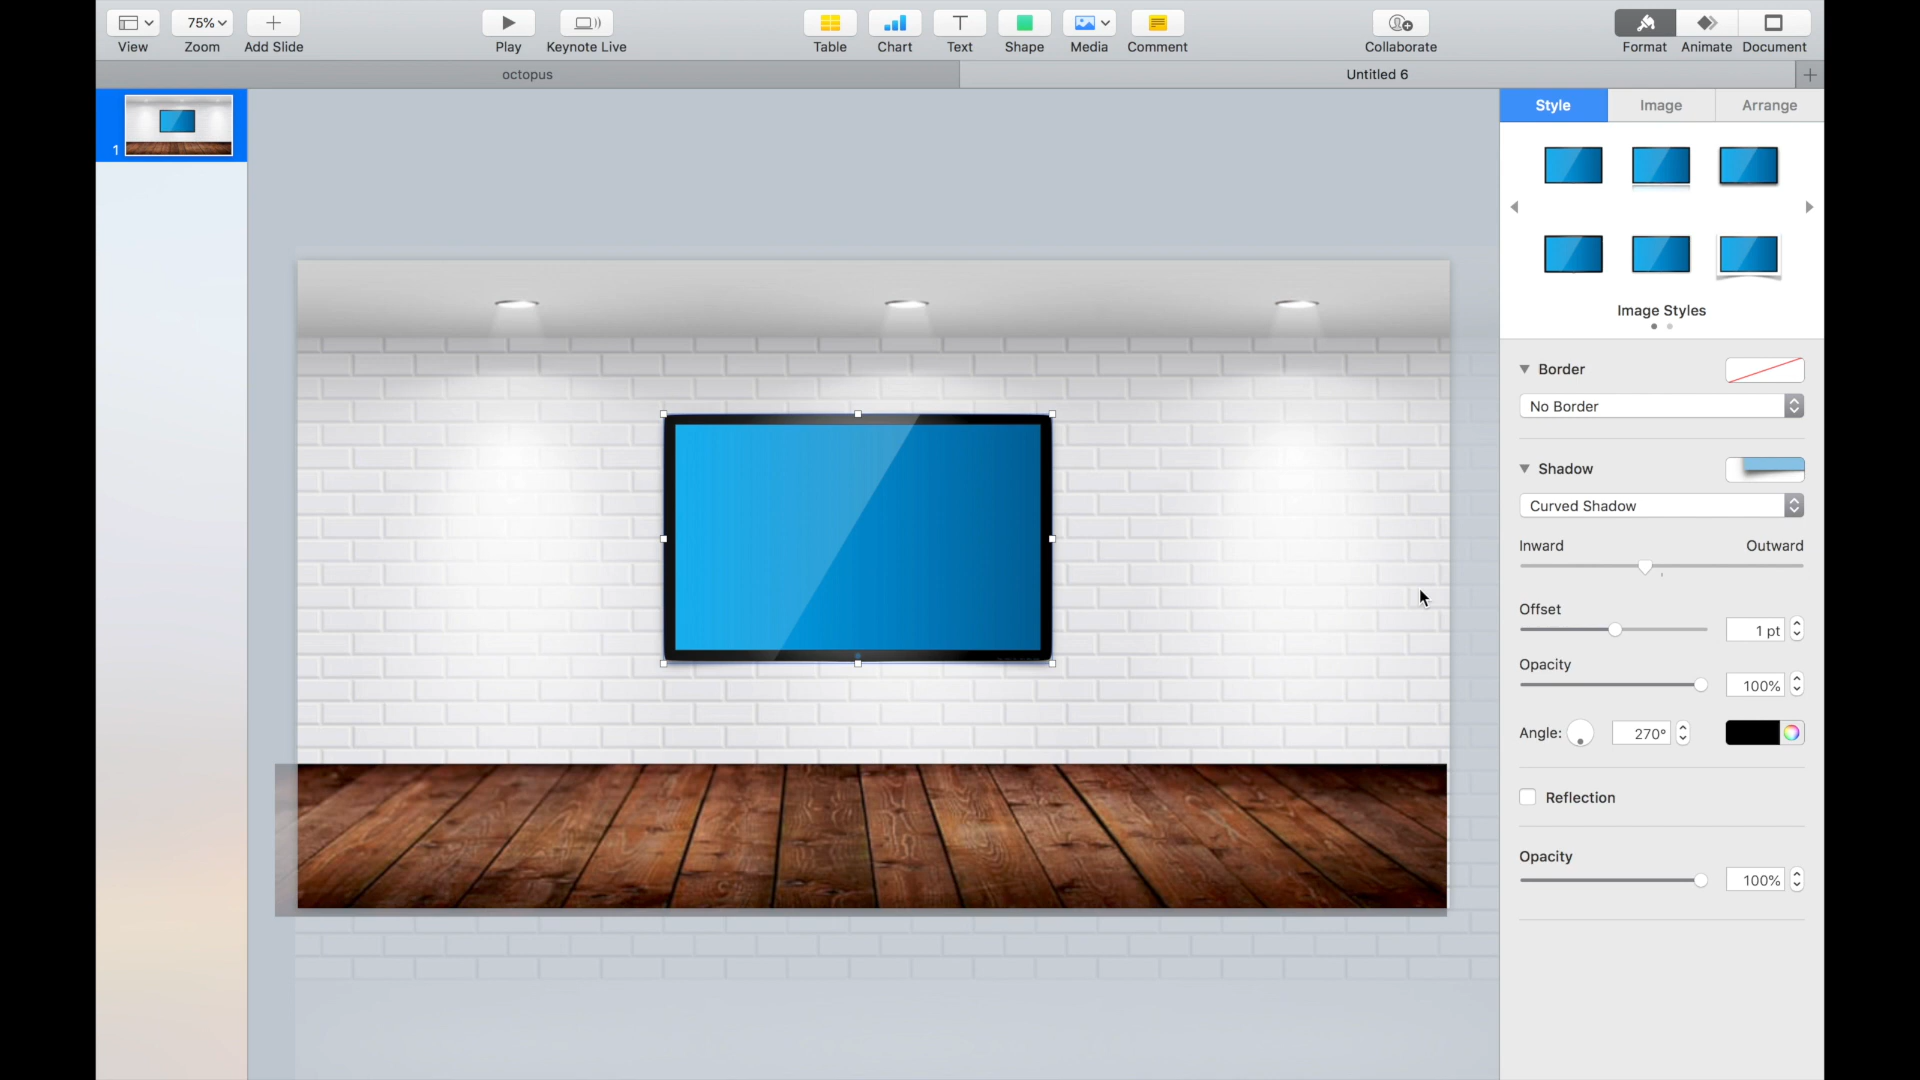 View
75%
Zoom
Add Slide
Play
Keynote Live
Table
Chart
Text
Shape
Media
Comment
Collaborate
Format
Animate
Document
octopus
Untitled 6
1
Style
Image
Arrange
Image Styles
Border
No Border
Shadow
Curved Shadow
Inward
Outward
Offset
1 pt
Opacity
100%
Angle:
270°
Reflection
Opacity
100%